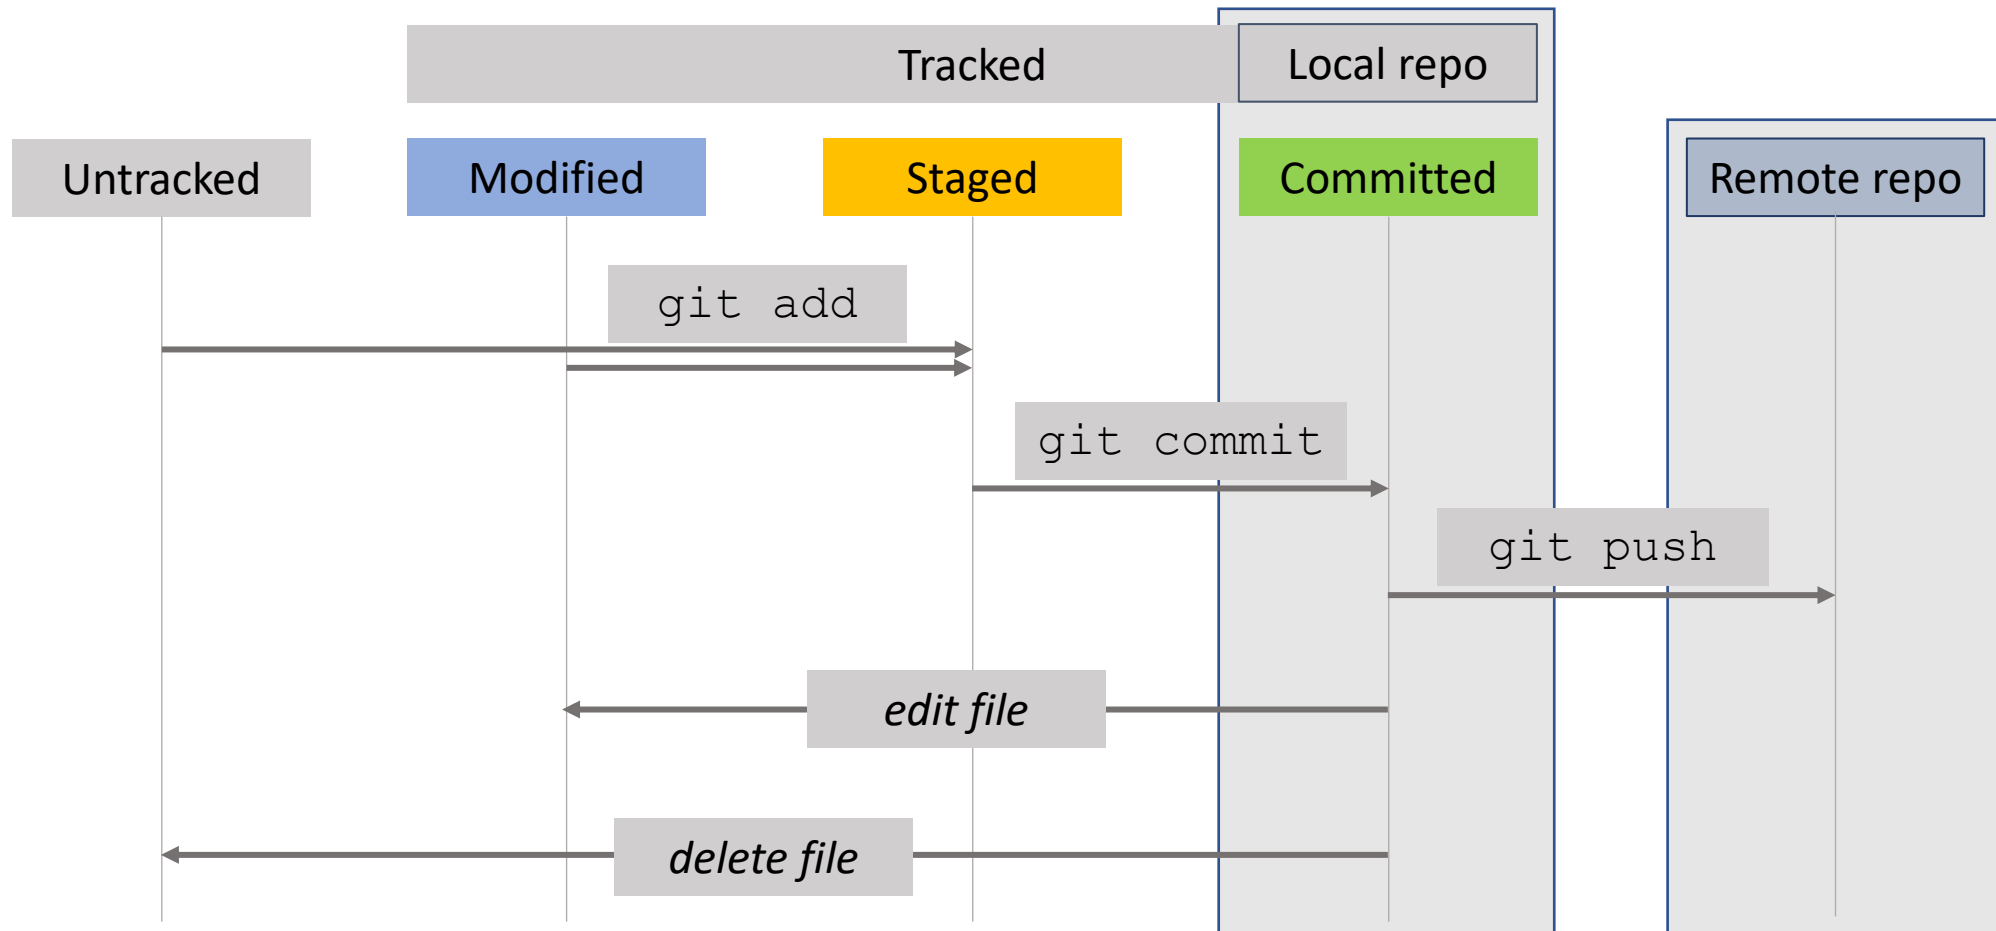 Tracked
Local repo
Untracked
Modified
Staged
Committed
Remote repo
git add
git commit
git push
edit file
delete file